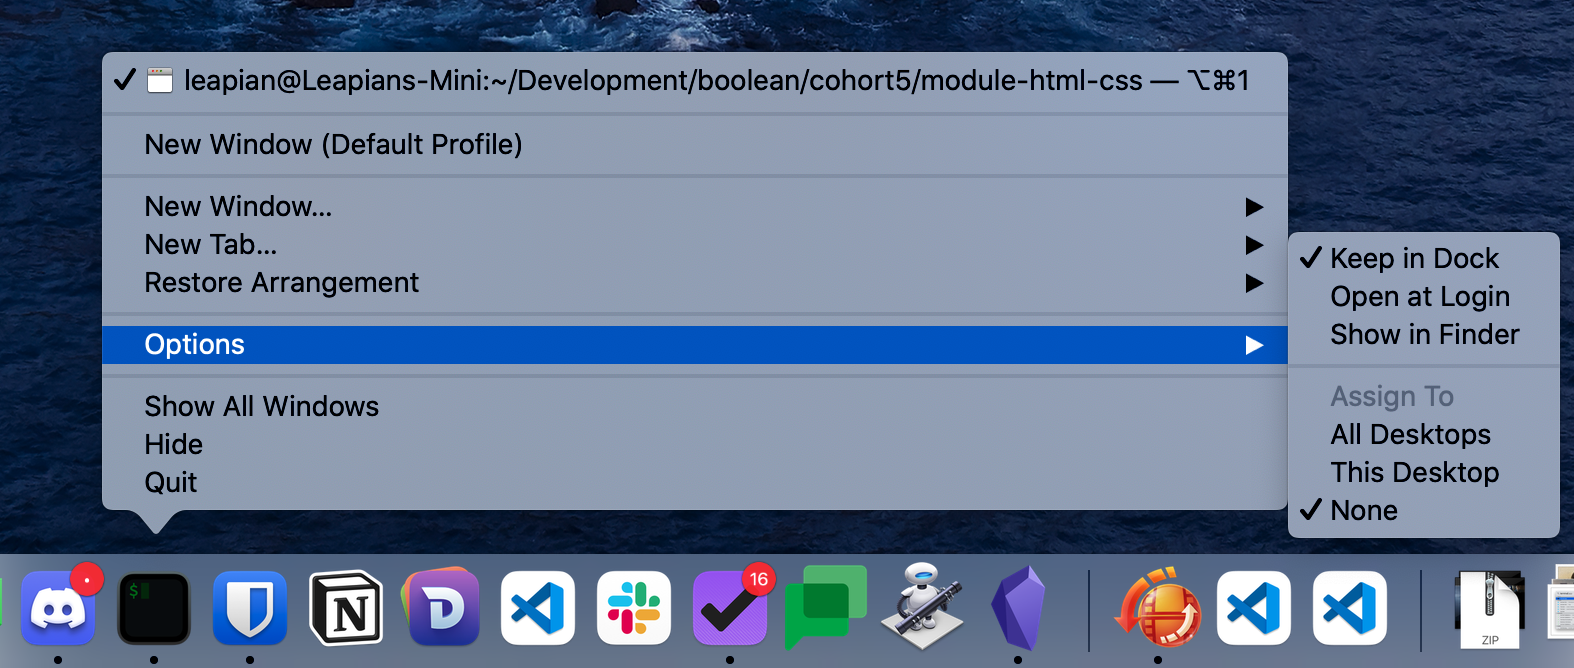 ✓ leapian@Leapians-Mini:~/Development/boolean/cohort5/module-html-css — ⌥⌘1
New Window (Default Profile)
New Window...
New Tab...
Restore Arrangement
Options
Show All Windows
Hide
Quit
✓ Keep in Dock
Open at Login
Show in Finder
Assign To
All Desktops
This Desktop
✓ None
$
N
D
16
ZIP